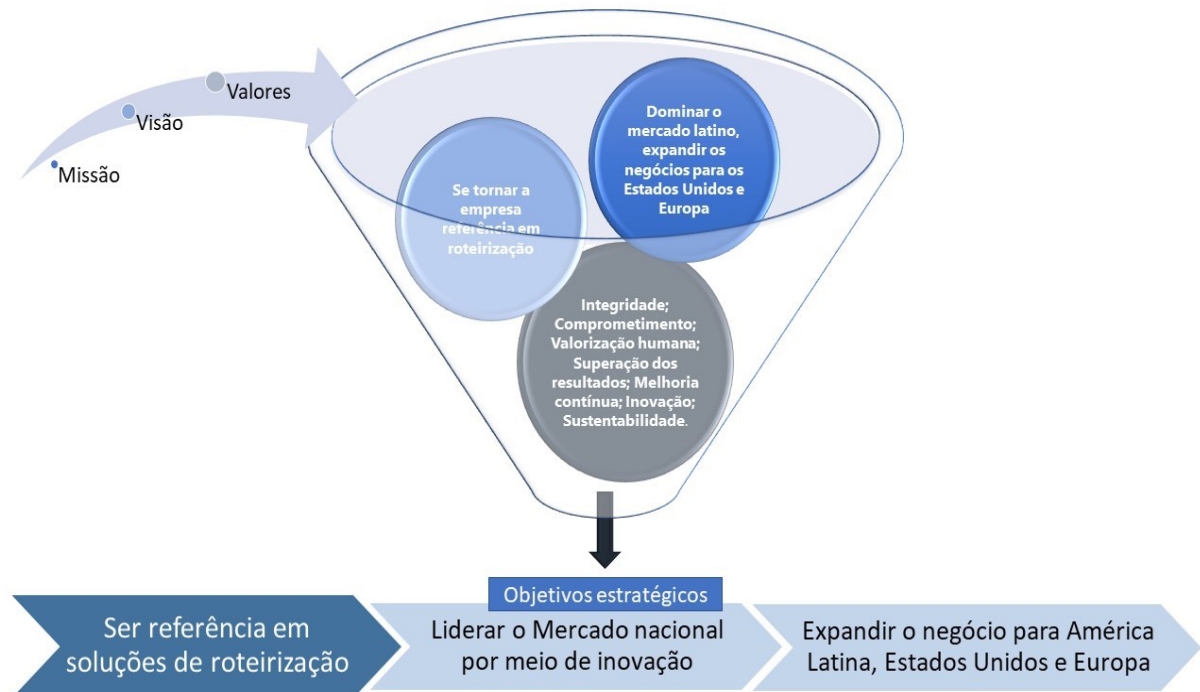 Valores
Visão
Missão
Dominar o
mercado latino,
expandir os
negócios para os
Estados Unidos e
Europa
Se tornar a
empresa
referência em
roteirização
Integridade;
Comprometimento;
Valorização humana;
Superação dos
resultados; Melhoria
contínua; Inovação;
Sustentabilidade.
Objetivos estratégicos
Ser referência em
soluções de roteirização
Liderar o Mercado nacional
por meio de inovação
Expandir o negócio para América
Latina, Estados Unidos e Europa